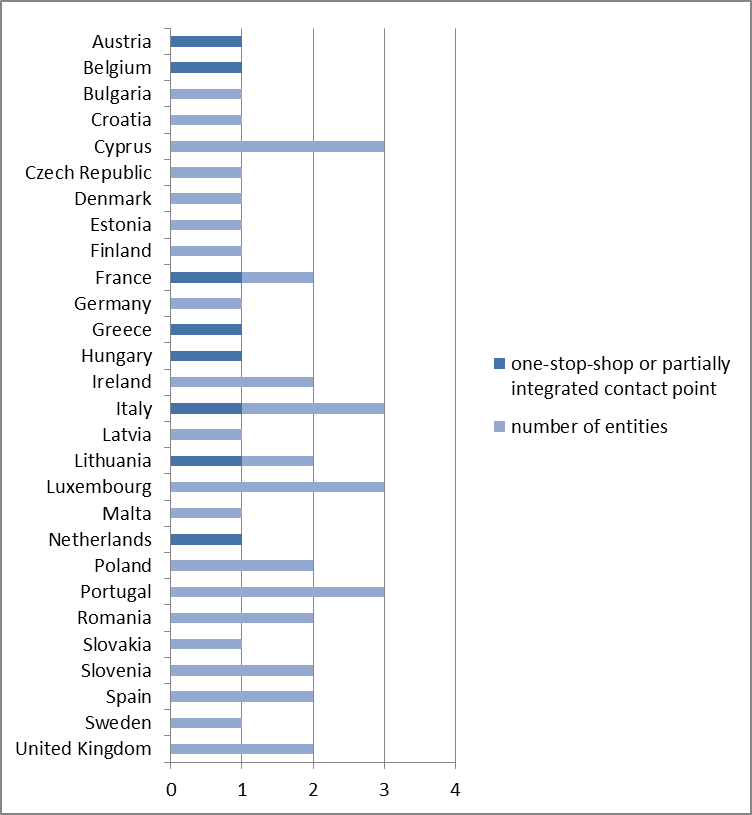 Austria
Belgium
Bulgaria
Croatia
Cyprus
Czech Republic
Denmark
Estonia
Finland
France
Germany
Greece
Hungary
Ireland
Italy
Latvia
Lithuania
Luxembourg
Malta
Netherlands
Poland
Portugal
Romania
Slovakia
Slovenia
Spain
Sweden
United Kingdom
0 1 2 3 4
one-stop-shop or partially
integrated contact point
number of entities